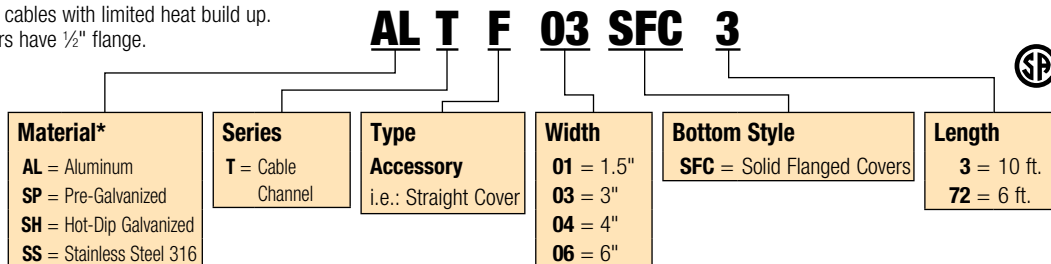 cables with limited heat build up.
rs have ½" flange.
AL T F 03 SFC 3
SP
Material*
AL = Aluminum
SP = Pre-Galvanized
SH = Hot-Dip Galvanized
SS = Stainless Steel 316
Series
T = Cable
Channel
Type
Accessory
i.e.: Straight Cover
Width
01 = 1.5"
03 = 3"
04 = 4"
06 = 6"
Bottom Style
SFC = Solid Flanged Covers
Length
3 = 10 ft.
72 = 6 ft.